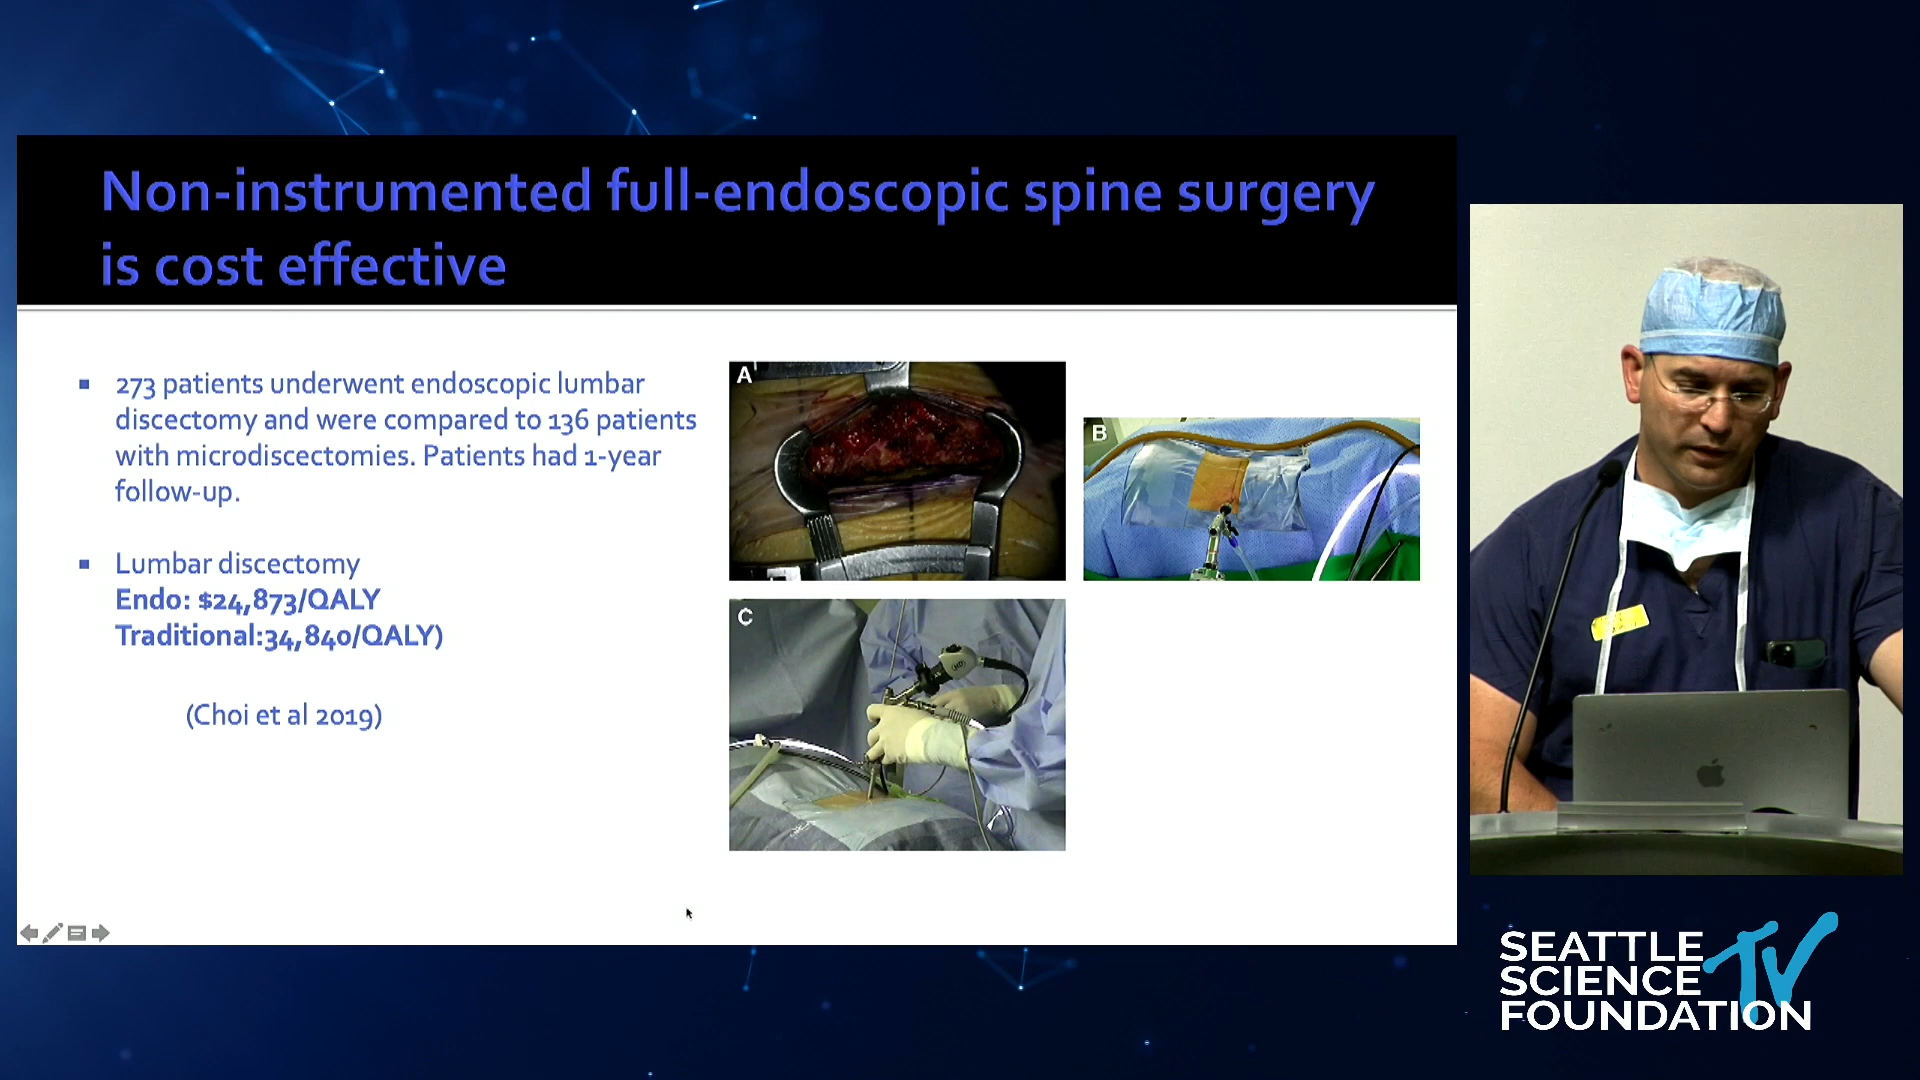 Non-instrumented full-endoscopic spine surgery
is cost effective
273 patients underwent endoscopic lumbar
discectomy and were compared to 136 patients
with microdiscectomies. Patients had 1-year
follow-up.
Lumbar discectomy
Endo: $24,873/QALY
Traditional:34,840/QALY)
(Choi et al 2019)
A
B
C
SEATTLE
SCIENCE TV
FOUNDATION